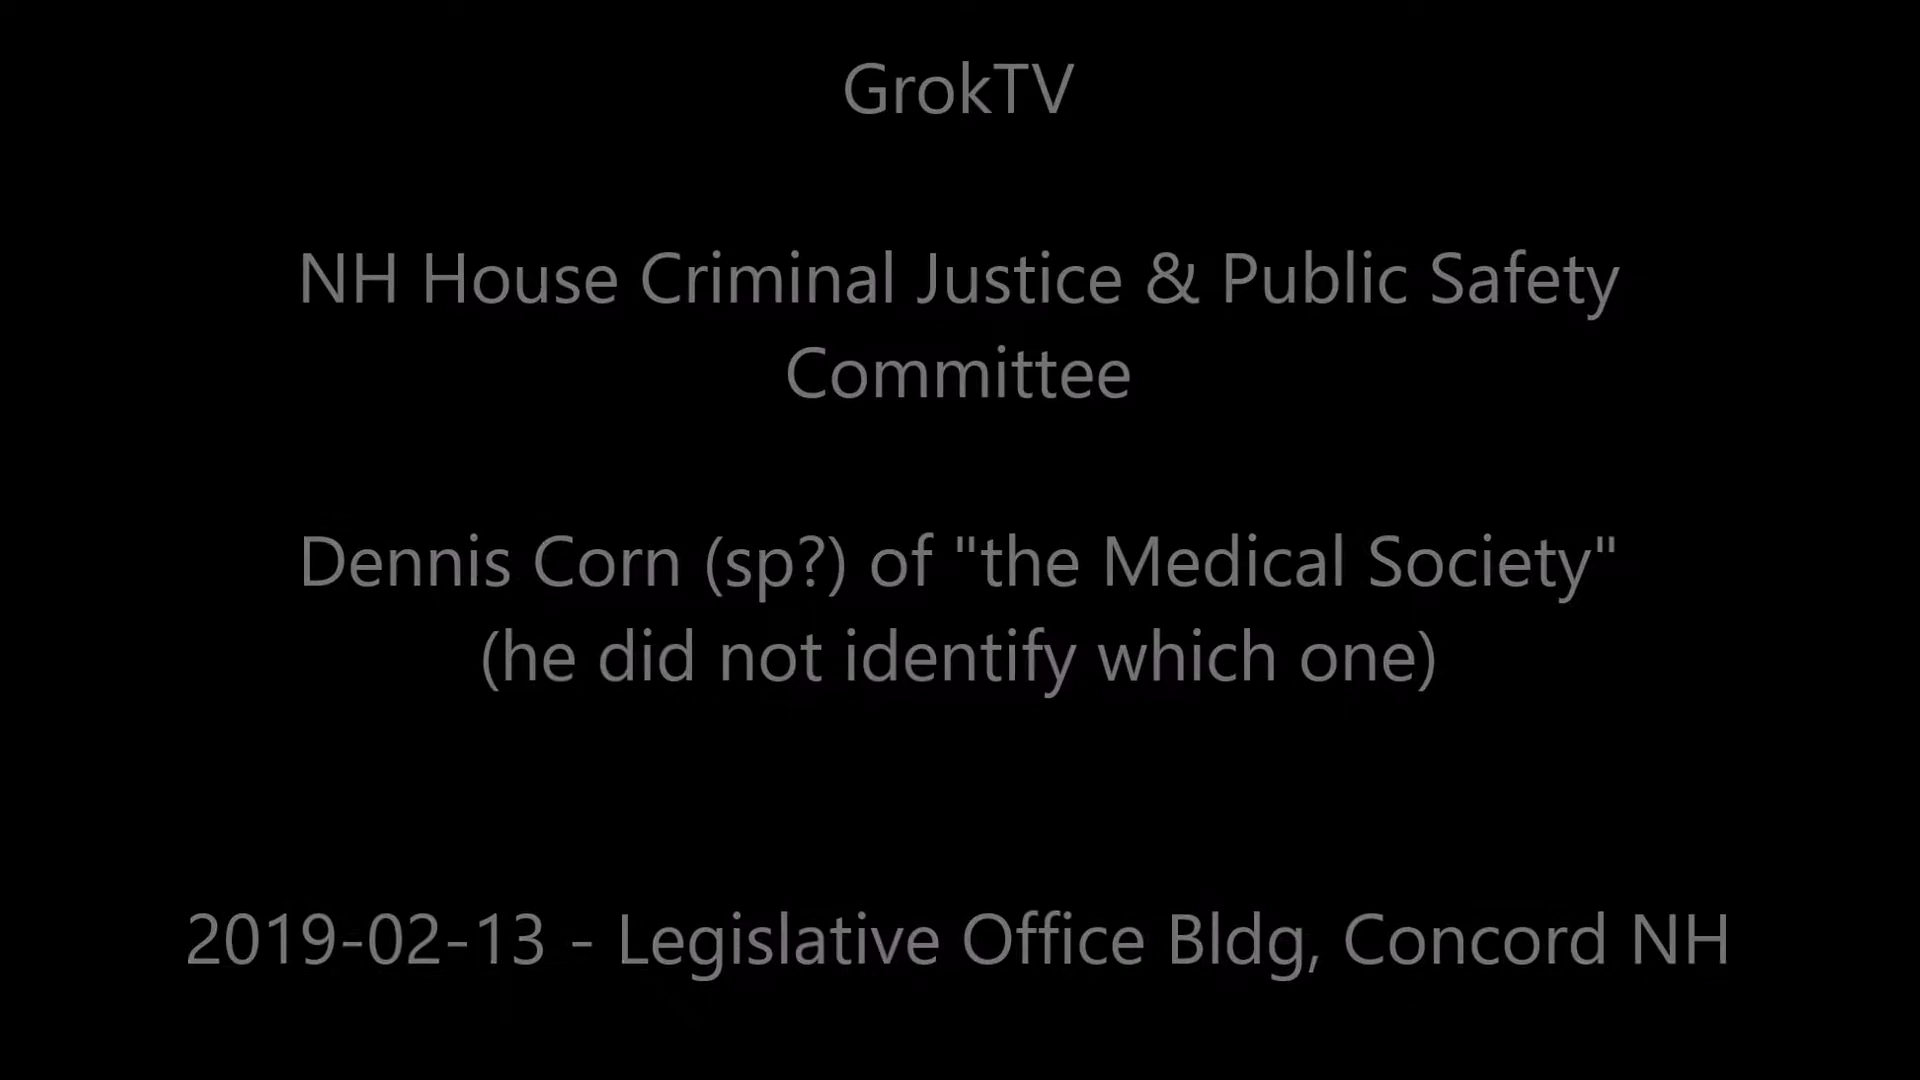 GrokTV
NH House Criminal Justice & Public Safety
Committee
Dennis Corn (sp?) of "the Medical Society"
(he did not identify which one)
2019-02-13 - Legislative Office Bldg, Concord NH